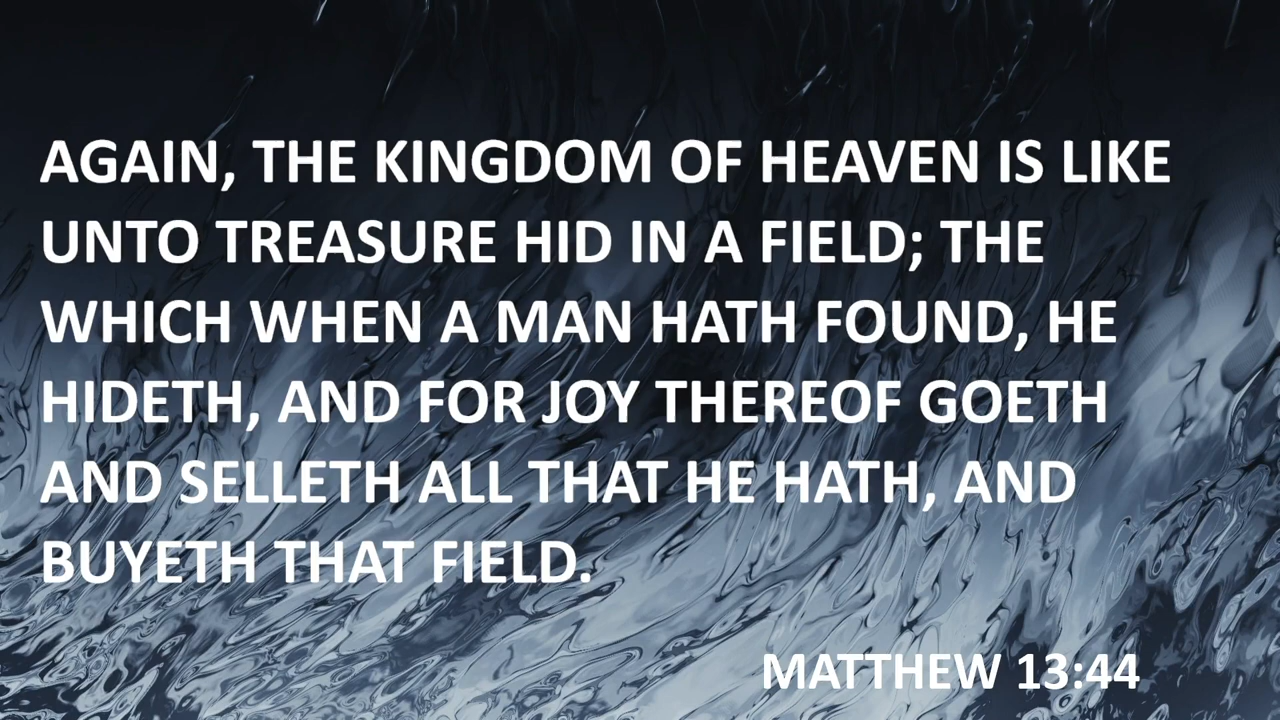 AGAIN, THE KINGDOM OF HEAVEN IS LIKE
UNTO TREASURE HID IN A FIELD; THE
WHICH WHEN A MAN HATH FOUND, HE
HIDETH, AND FOR JOY THEREOF GOETH
AND SELLETH ALL THAT HE HATH, AND
BUYETH THAT FIELD.
MATTHEW 13:44